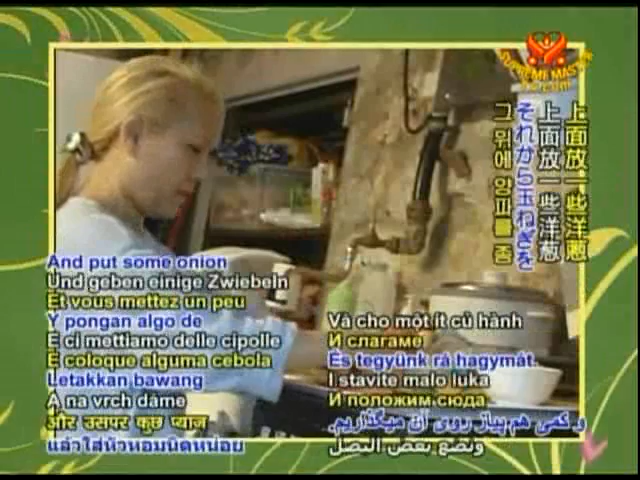 SUPREME MASTER
上面放一些洋葱
上面放一些洋蔥
それから玉ねぎを
그 위에 양파를 좀
And put some onion
Und geben einige Zwiebeln
Et vous mettez un peu
Y pongan algo de
E ci mettiamo delle cipolle
E coloque alguma cebola
Letakkan bawang
A na vrch dáme
और उसपर कुछ प्याज़
แล้วใส่หัวหอมนิดหน่อย
Và cho một ít củ hành
И слагаме
És tegyünk rá hagymát.
I stavite malo luka
И положим сюда
و کمی هم پیاز روی آن میگذاریم.
ونضع بعض البصل